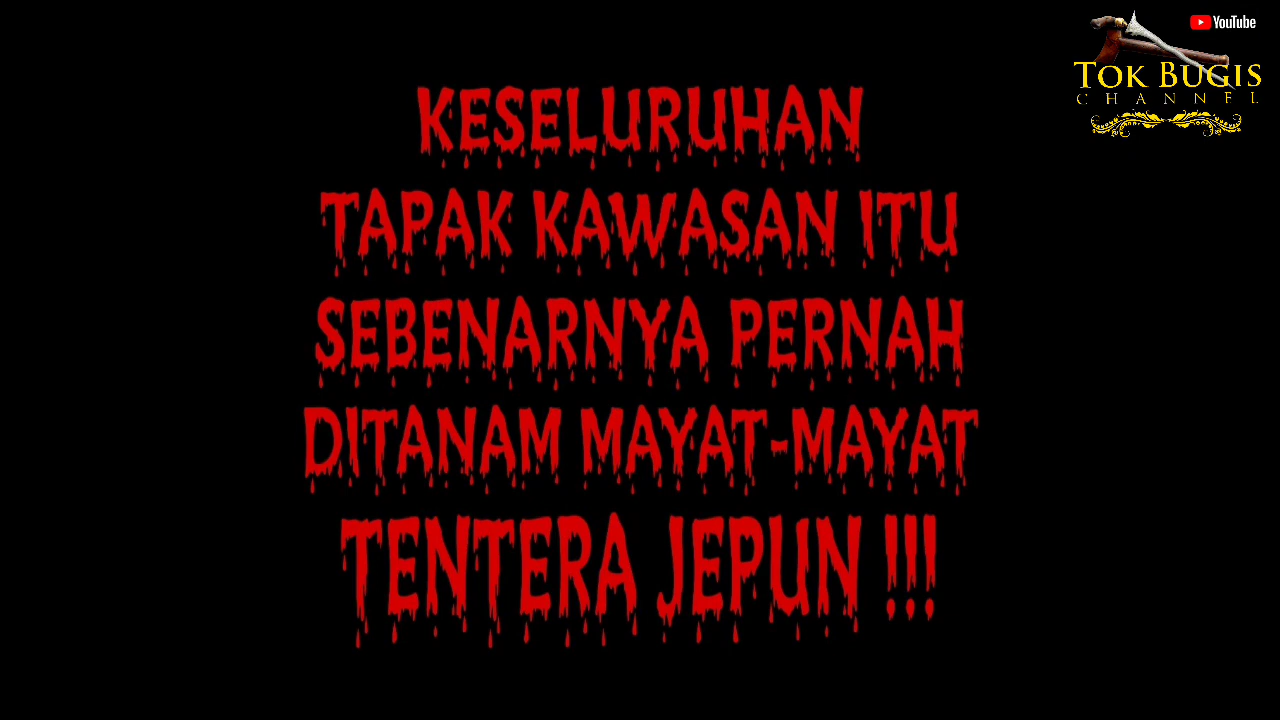 YouTube
TOK BUGIS
CHANNEL
KESELURUHAN
TAPAK KAWASAN ITU
SEBENARNYA PERNAH
DITANAM MAYAT-MAYAT
TENTERA JEPUN !!!